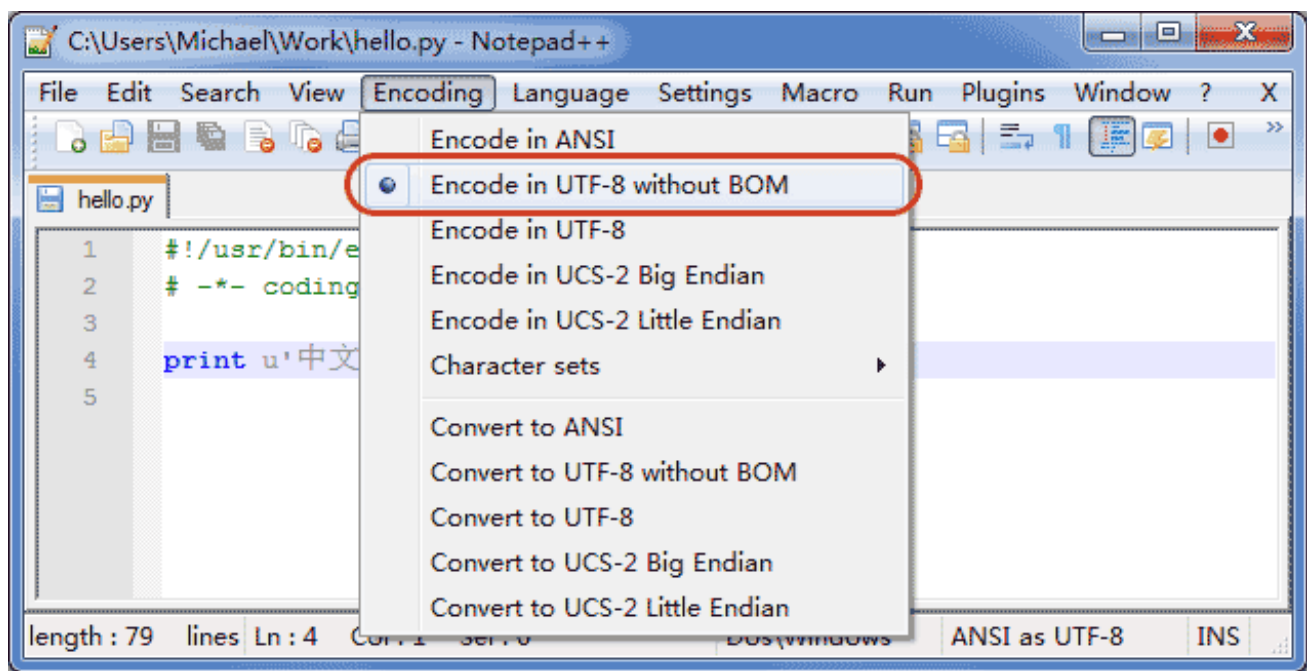 C:\Users\Michael\Work\hello.py - Notepad++
File Edit Search View Encoding Language Settings Macro Run Plugins Window ? X
Encode in ANSI
Encode in UTF-8 without BOM
hello.py
Encode in UTF-8
1 #!/usr/bin/e
Encode in UCS-2 Big Endian
2 # -*- coding
Encode in UCS-2 Little Endian
3
4 print u'中文
Character sets
5
Convert to ANSI
Convert to UTF-8 without BOM
Convert to UTF-8
Convert to UCS-2 Big Endian
Convert to UCS-2 Little Endian
length : 79 lines Ln : 4 Dos\Windows ANSI as UTF-8 INS